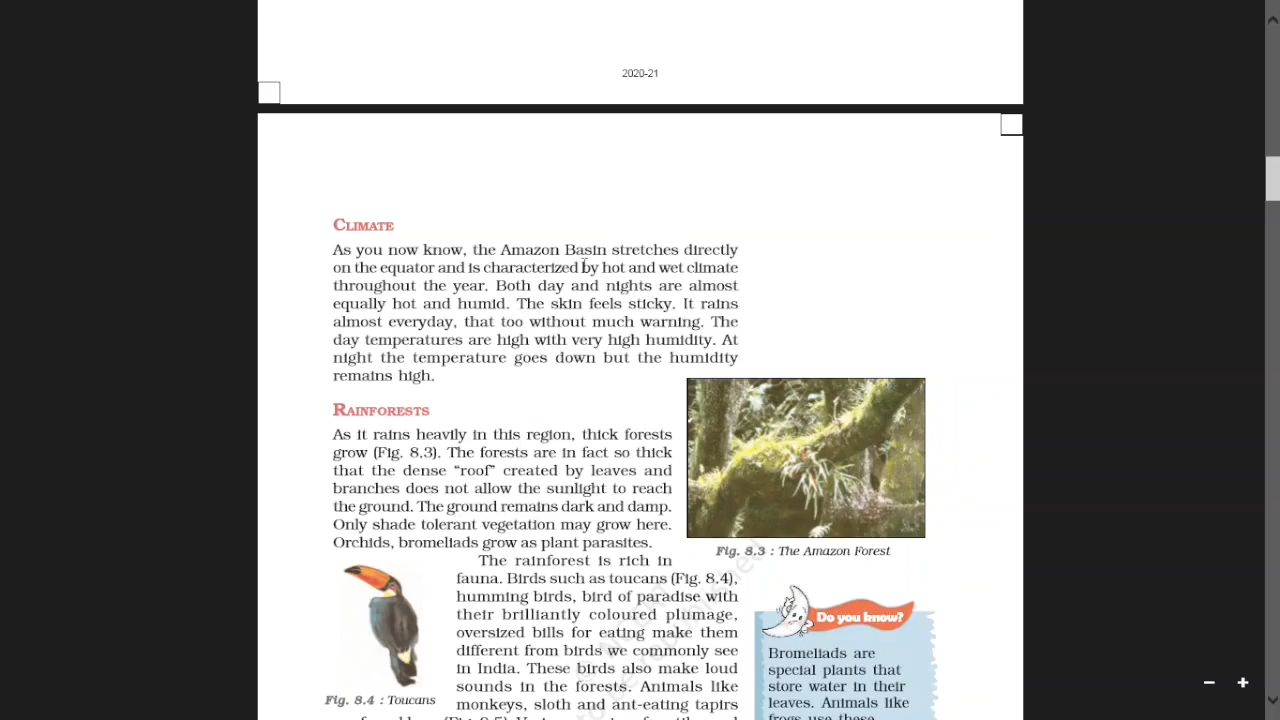 2020-21
CLIMATE
As you now know, the Amazon Basin stretches directly
on the equator and is characterized by hot and wet climate
throughout the year. Both day and nights are almost
equally hot and humid. The skin feels sticky. It rains
almost everyday, that too without much warning. The
day temperatures are high with very high humidity. At
night the temperature goes down but the humidity
remains high.
RAINFORESTS
As it rains heavily in this region, thick forests
grow (Fig. 8.3). The forests are in fact so thick
that the dense “roof” created by leaves and
branches does not allow the sunlight to reach
the ground. The ground remains dark and damp.
Only shade tolerant vegetation may grow here.
Orchids, bromeliads grow as plant parasites.
Fig. 8.3 : The Amazon Forest
The rainforest is rich in
fauna. Birds such as toucans (Fig. 8.4),
humming birds, bird of paradise with
their brilliantly coloured plumage,
oversized bills for eating make them
different from birds we commonly see
in India. These birds also make loud
sounds in the forests. Animals like
monkeys, sloth and ant-eating tapirs
Fig. 8.4 : Toucans
Do you know?
Bromeliads are
special plants that
store water in their
leaves. Animals like
frogs use these